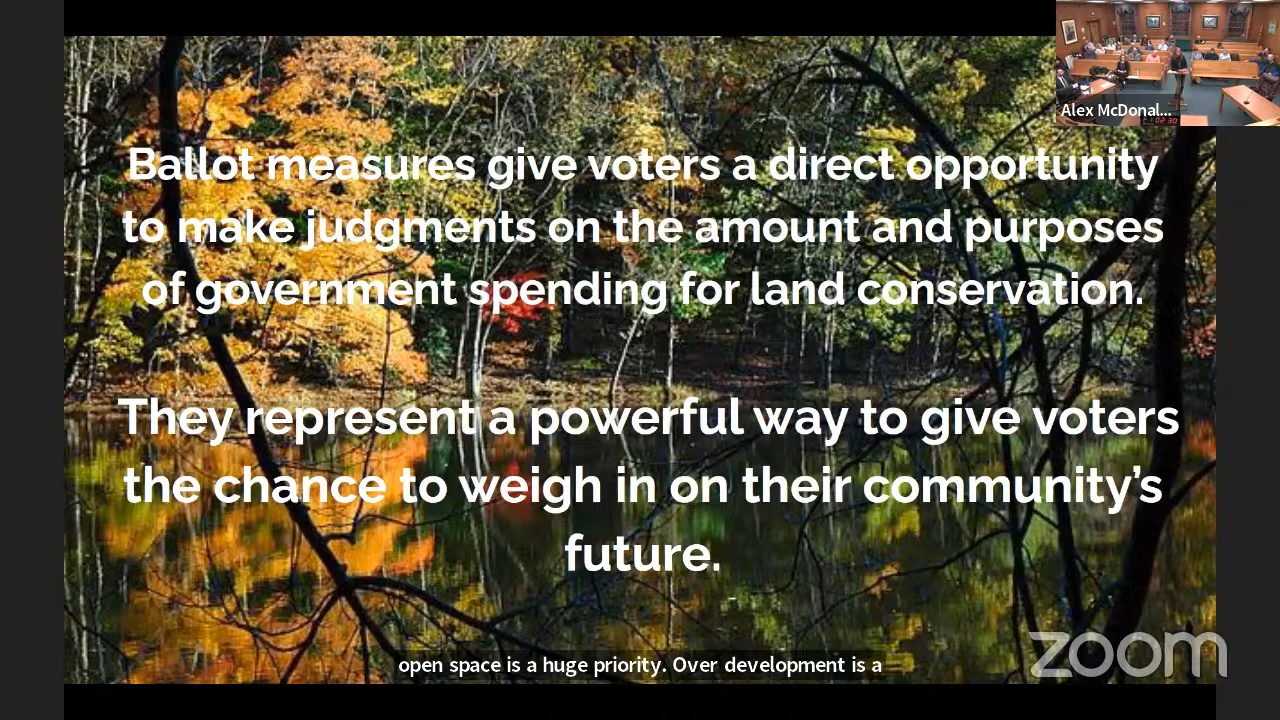 Alex McDonal...
Ballot measures give voters a direct opportunity
to make judgments on the amount and purposes
of government spending for land conservation.
They represent a powerful way to give voters
the chance to weigh in on their community’s
future.
open space is a huge priority. Over development is a
zoom